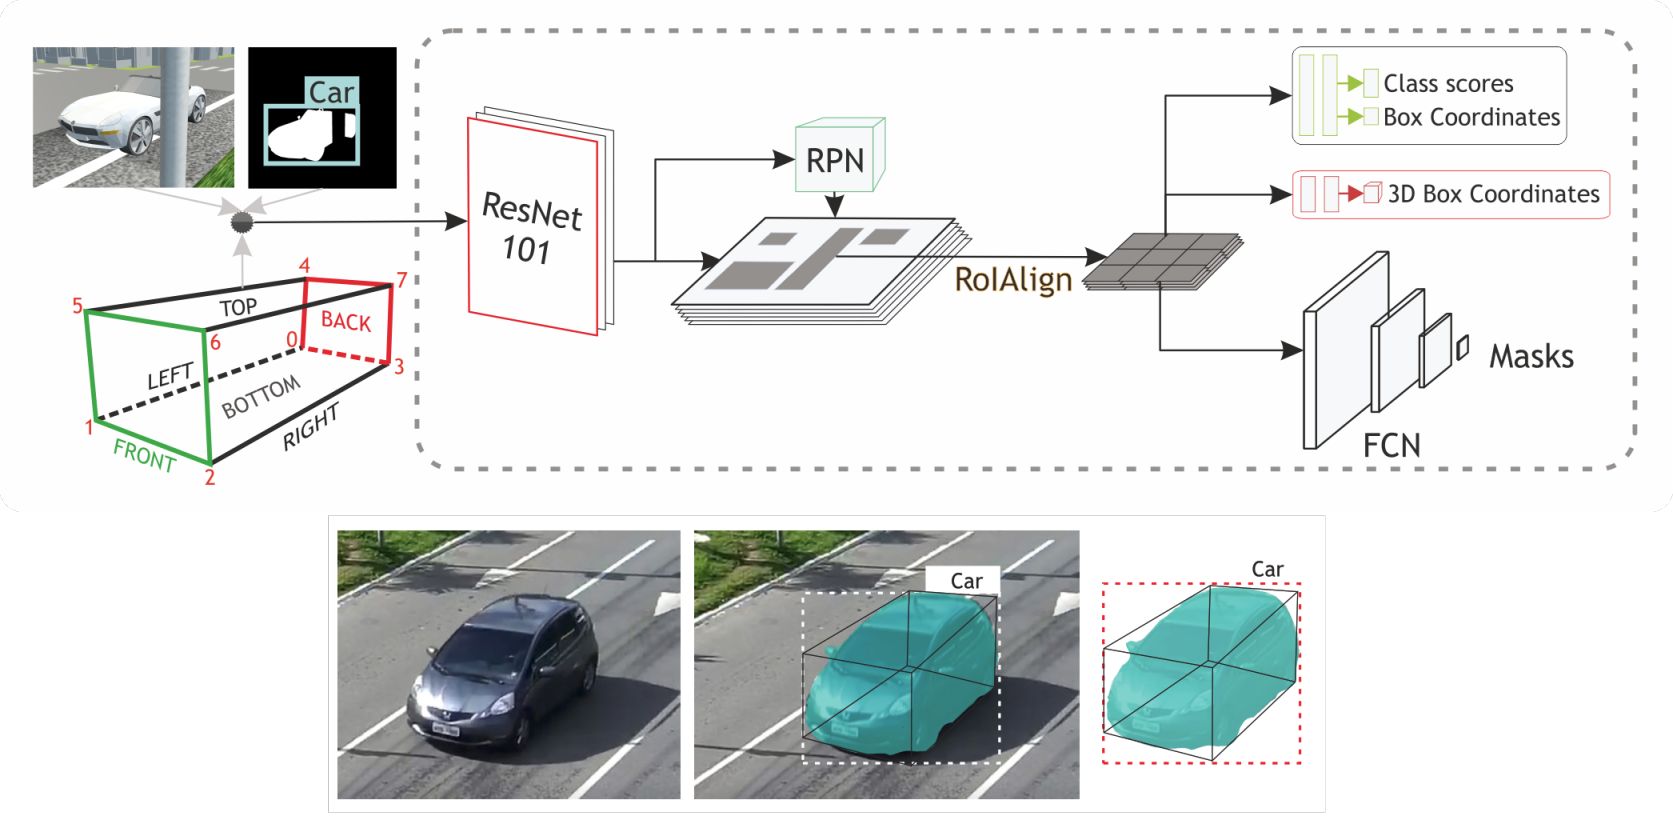 Car
ResNet
101
RPN
RoIAlign
Class scores
Box Coordinates
3D Box Coordinates
FCN
Masks
4
7
5
TOP
6
BACK
0
3
LEFT
BOTTOM
1
RIGHT
FRONT
2
Car
Car